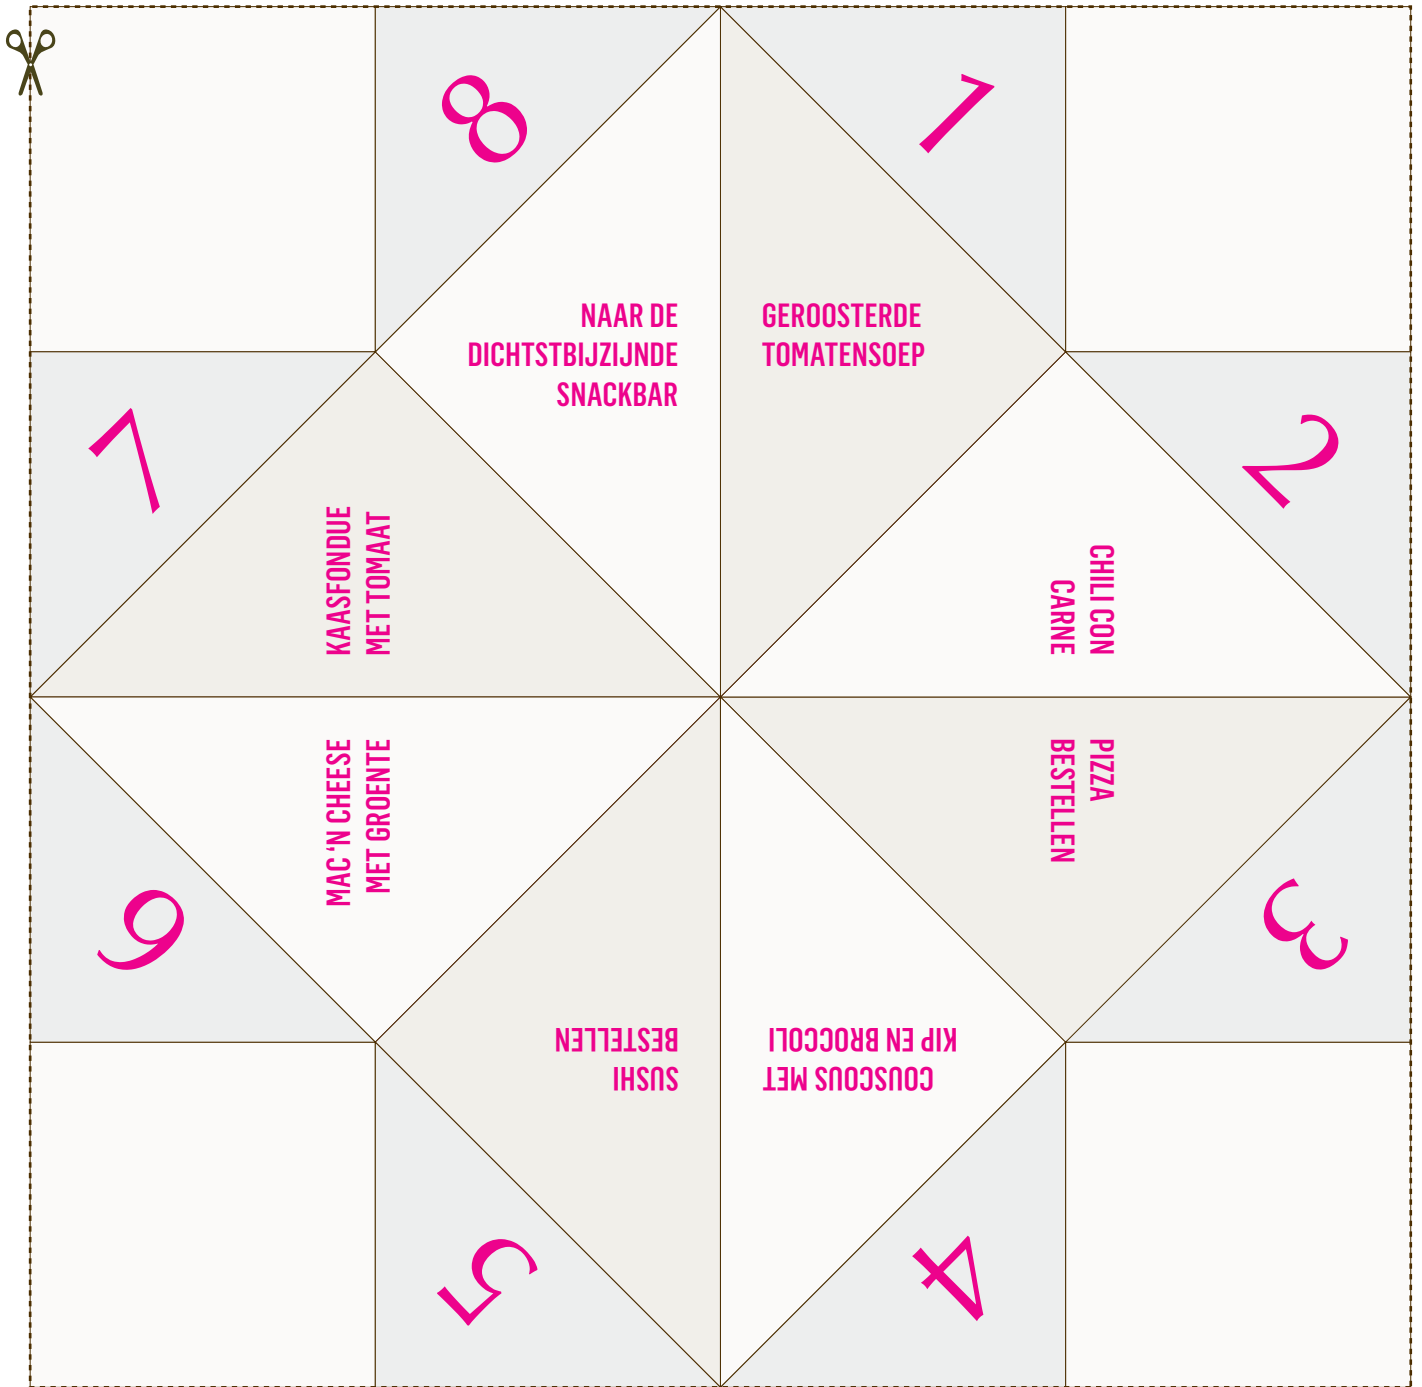 8
1
NAAR DE
DICHTSTBIJZIJNDE
SNACKBAR
GEROOSTERDE
TOMATENSOEP
7
2
KAASFONDUE
MET TOMAAT
CHILI CON
CARNE
MAC ‘N CHEESE
MET GROENTE
PIZZA
BESTELLEN
6
3
SUSHI
BESTELLEN
COUSCOUS MET
KIP EN BROCCOLI
5
4